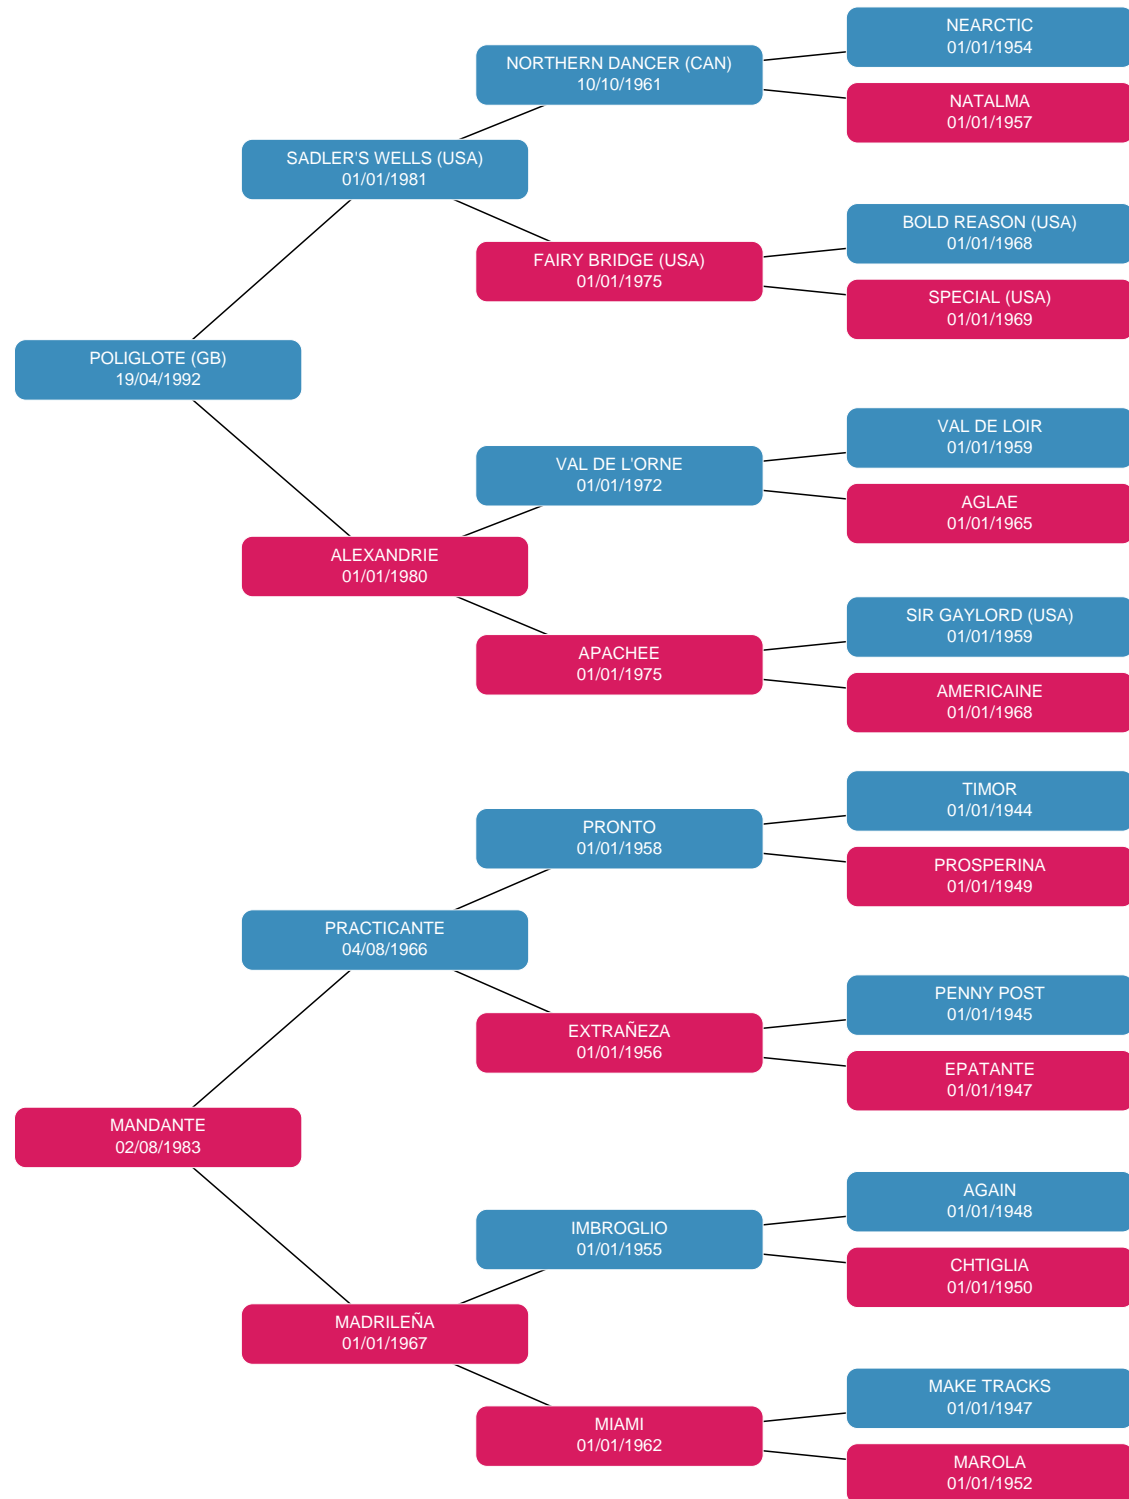 NEARCTIC
01/01/1954
NORTHERN DANCER (CAN)
10/10/1961
NATALMA
01/01/1957
SADLER'S WELLS (USA)
01/01/1981
BOLD REASON (USA)
01/01/1968
FAIRY BRIDGE (USA)
01/01/1975
SPECIAL (USA)
01/01/1969
POLIGLOTE (GB)
19/04/1992
VAL DE LOIR
01/01/1959
VAL DE L'ORNE
01/01/1972
AGLAE
01/01/1965
ALEXANDRIE
01/01/1980
SIR GAYLORD (USA)
01/01/1959
APACHEE
01/01/1975
AMERICAINE
01/01/1968
TIMOR
01/01/1944
PRONTO
01/01/1958
PROSPERINA
01/01/1949
PRACTICANTE
04/08/1966
PENNY POST
01/01/1945
EXTRAÑEZA
01/01/1956
EPATANTE
01/01/1947
MANDANTE
02/08/1983
AGAIN
01/01/1948
IMBROGLIO
01/01/1955
CHTIGLIA
01/01/1950
MADRILEÑA
01/01/1967
MAKE TRACKS
01/01/1947
MIAMI
01/01/1962
MAROLA
01/01/1952